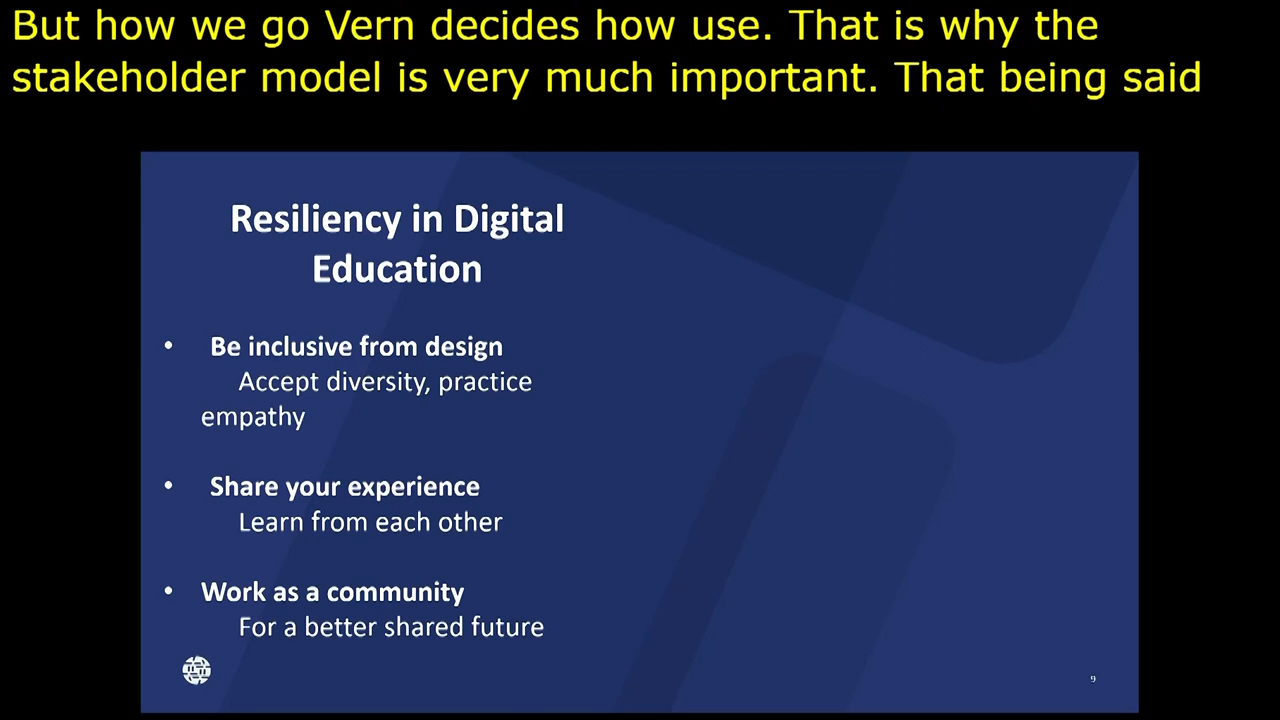 But how we go Vern decides how use. That is why the
stakeholder model is very much important. That being said
Resiliency in Digital
Education
• Be inclusive from design
Accept diversity, practice
empathy
• Share your experience
Learn from each other
• Work as a community
For a better shared future
9